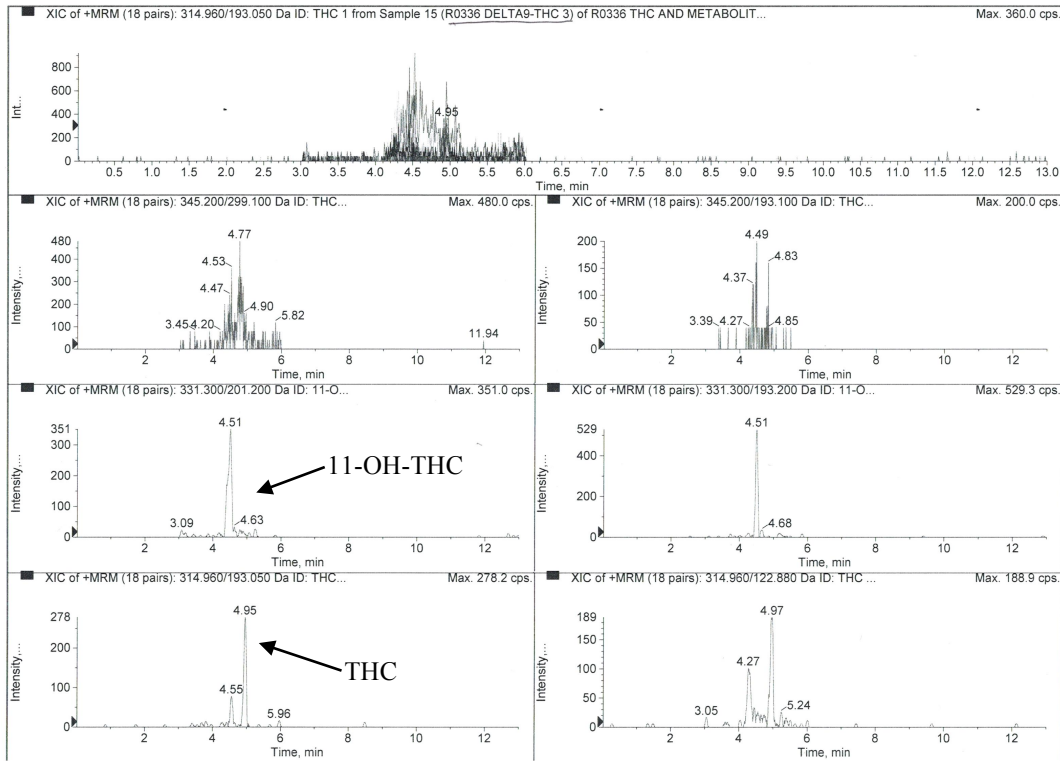 XIC of +MRM (18 pairs): 314.960/193.050 Da ID: THC 1 from Sample 15 (R0336 DELTA9-THC 3) of R0336 THC AND METABOLIT... Max. 360.0 cps.
Int...
800
600
400
200
0
4.95
0.5 1.0 1.5 2.0 2.5 3.0 3.5 4.0 4.5 5.0 5.5 6.0 6.5 7.0 7.5 8.0 8.5 9.0 9.5 10.0 10.5 11.0 11.5 12.0 12.5 13.0
Time, min
XIC of +MRM (18 pairs): 345.200/299.100 Da ID: THC... Max. 480.0 cps.
Intensity,...
480
400
300
200
100
0
4.77
4.53
4.47
4.90
3.45 4.20
5.82
11.94
2 4 6 8 10 12
Time, min
XIC of +MRM (18 pairs): 345.200/193.100 Da ID: THC... Max. 200.0 cps.
Intensity,...
200
150
100
50
0
4.49
4.83
4.37
3.39 4.27 4.85
2 4 6 8 10 12
Time, min
XIC of +MRM (18 pairs): 331.300/201.200 Da ID: 11-O... Max. 351.0 cps.
Intensity,...
351
300
200
100
0
4.51
11-OH-THC
3.09
4.63
2 4 6 8 10 12
Time, min
XIC of +MRM (18 pairs): 331.300/193.200 Da ID: 11-O... Max. 529.3 cps.
Intensity,...
529
400
200
0
4.51
4.68
2 4 6 8 10 12
Time, min
XIC of +MRM (18 pairs): 314.960/193.050 Da ID: THC... Max. 278.2 cps.
Intensity,...
278
200
100
0
4.95
THC
4.55
5.96
2 4 6 8 10 12
Time, min
XIC of +MRM (18 pairs): 314.960/122.880 Da ID: THC ... Max. 188.9 cps.
Intensity,...
189
150
100
50
0
4.97
4.27
3.05
5.24
2 4 6 8 10 12
Time, min